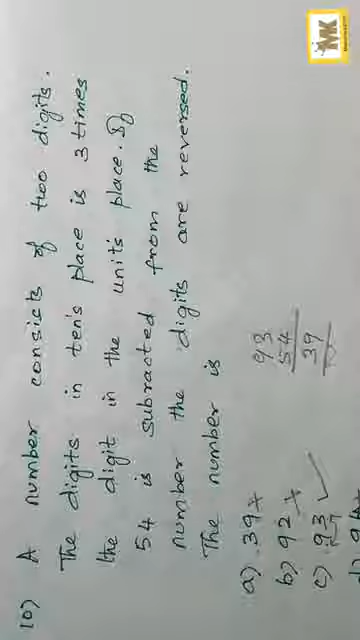 10) A number consists of two digits.
The digits in ten's place is 3 times
the digit in the units place. If
54 is subracted from the
number the digits are reversed.
The number is
a) 39 x
b) 92 x
c) 93 ✓
93
54
39
MK